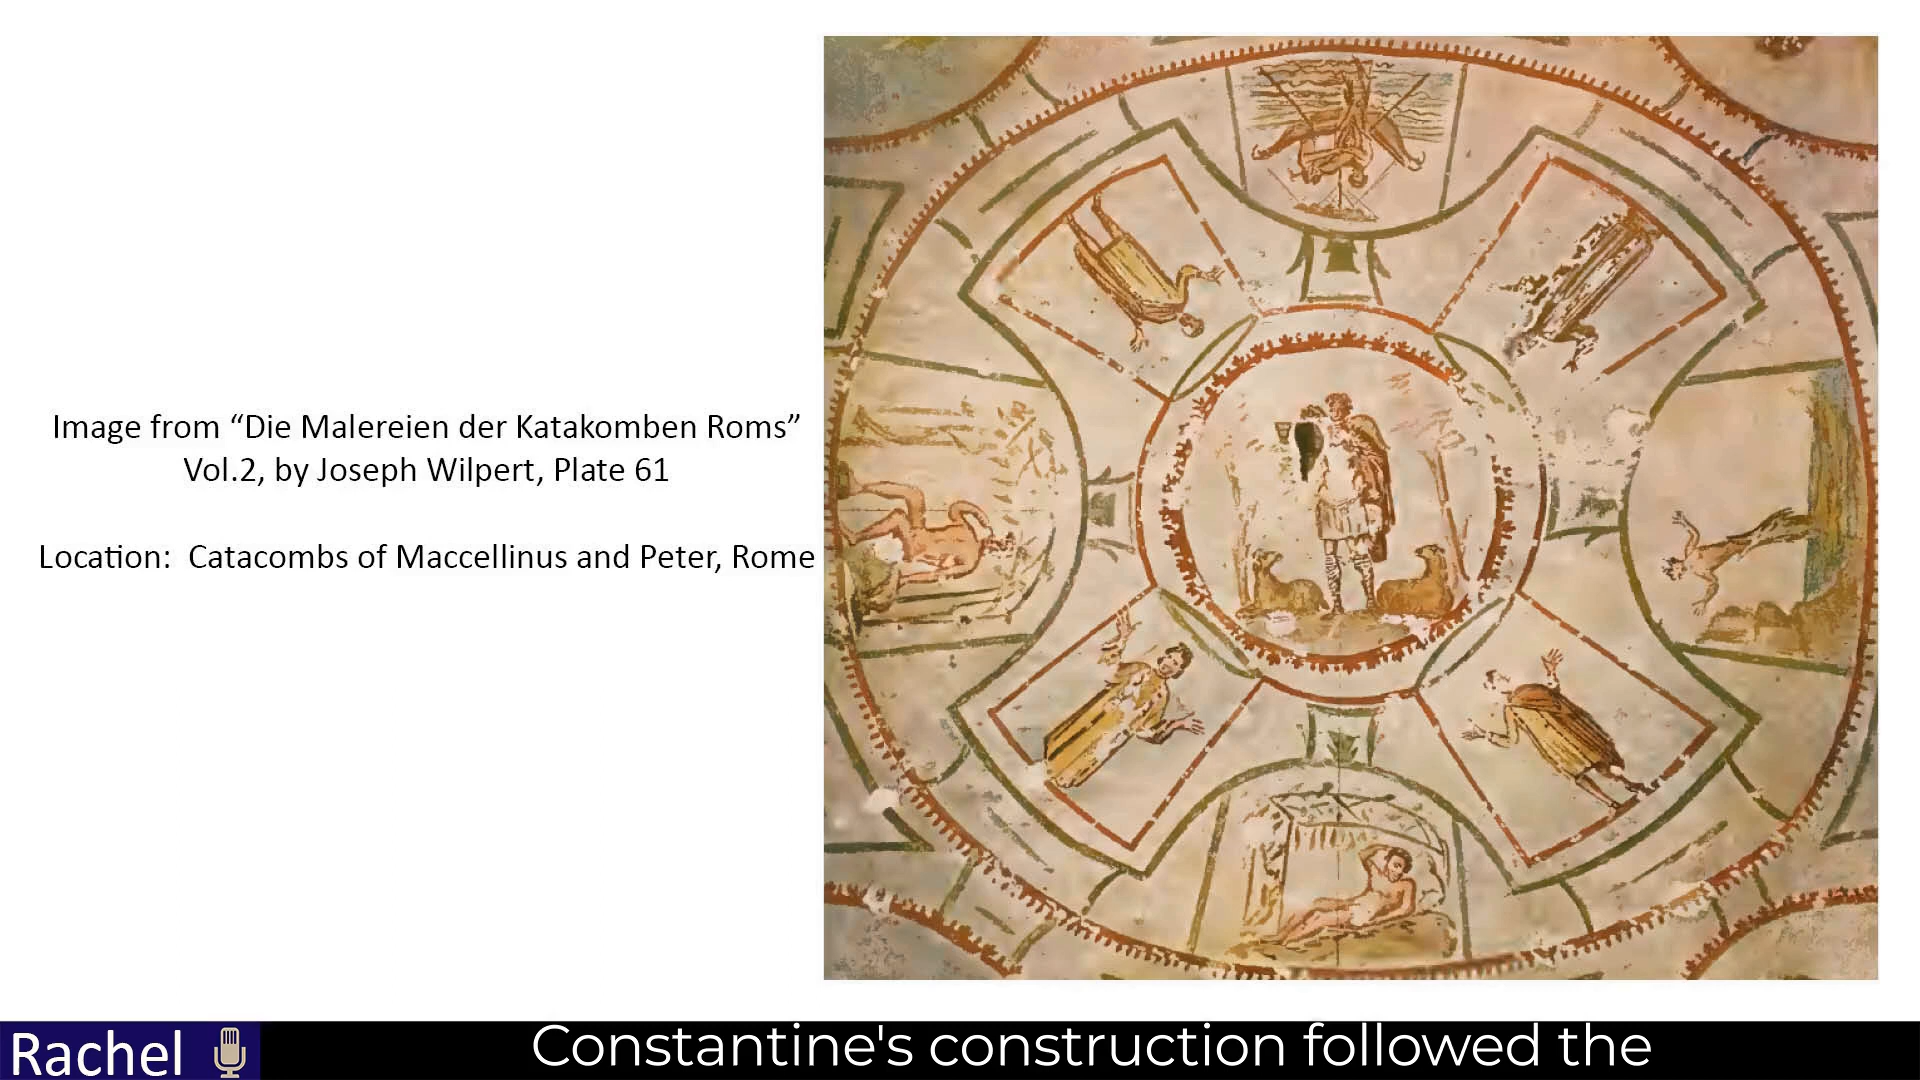 Image from “Die Malereien der Katakomben Roms”
Vol.2, by Joseph Wilpert, Plate 61
Location: Catacombs of Maccellinus and Peter, Rome
Rachel
Constantine's construction followed the